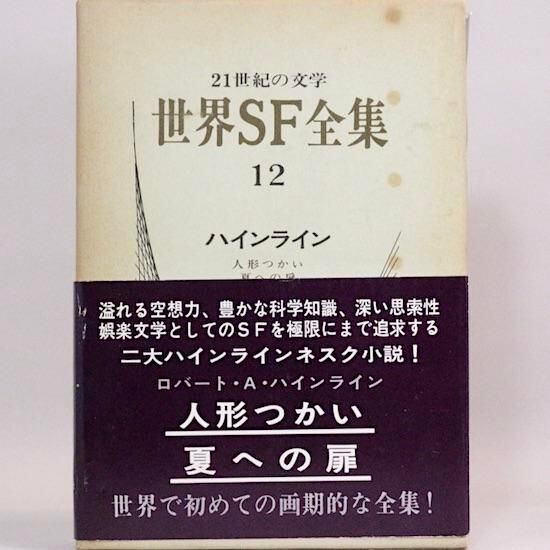 21世紀の文学
世界SF全集
12
ハインライン
人形つかい
夏への扉
溢れる空想力、豊かな科学知識、深い思索性
娯楽文学としてのSFを極限にまで追求する
二大ハインラインネスク小説！
ロバート・A・ハインライン
人形つかい
夏への扉
世界で初めての画期的な全集！